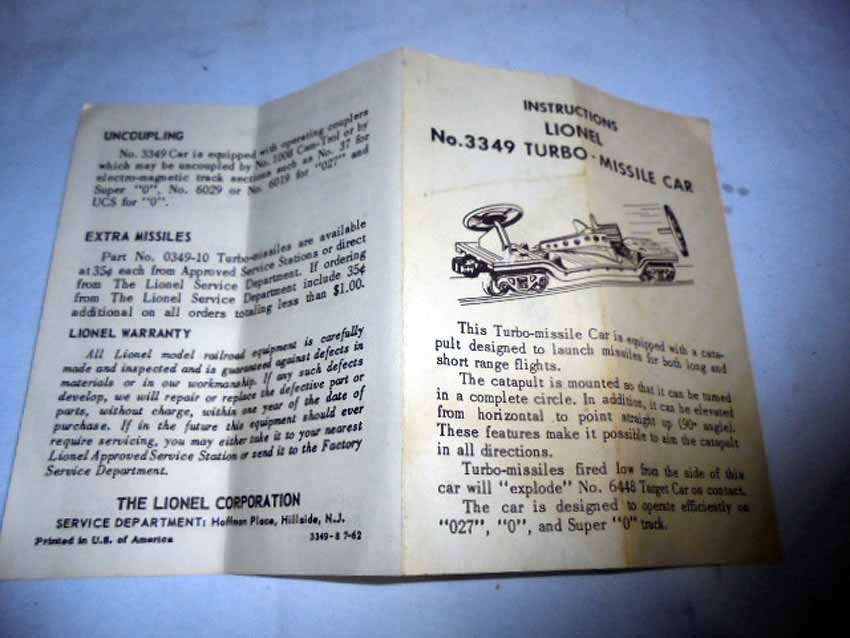 UNCOUPLING
No. 3349 Car is equipped with operating couplers
which may be uncoupled by No. 1008 Cam-Trol or by
electro-magnetic track sections such as No. 37 for
Super "0", No. 6029 or No. 6019 for "027" and
UCS for "0".
EXTRA MISSILES
Part No. 0349-10 Turbo-missiles are available
at 35¢ each from Approved Service Stations or direct
from The Lionel Service Department. If ordering
from The Lionel Service Department include 35¢
additional on all orders totaling less than $1.00.
LIONEL WARRANTY
All Lionel model railroad equipment is carefully
made and inspected and is guaranteed against defects in
materials or in our workmanship. If any such defects
develop, we will repair or replace the defective part or
parts, without charge, within one year of the date of
purchase. If in the future this equipment should ever
require servicing, you may either take it to your nearest
Lionel Approved Service Station or send it to the Factory
Service Department.
THE LIONEL CORPORATION
SERVICE DEPARTMENT: Hoffman Place, Hillside, N.J.
Printed in U.S. of America 3349-8 7-62
INSTRUCTIONS
LIONEL
No. 3349 TURBO-MISSILE CAR
This Turbo-missile Car is equipped with a cata-
pult designed to launch missiles for both long and
short range flights.
The catapult is mounted so that it can be turned
in a complete circle. In addition, it can be elevated
from horizontal to point straight up (90° angle).
These features make it possible to aim the catapult
in all directions.
Turbo-missiles fired low from the side of this
car will "explode" No. 6448 Target Car on contact.
The car is designed to operate efficiently on
"027", "0", and Super "0" track.